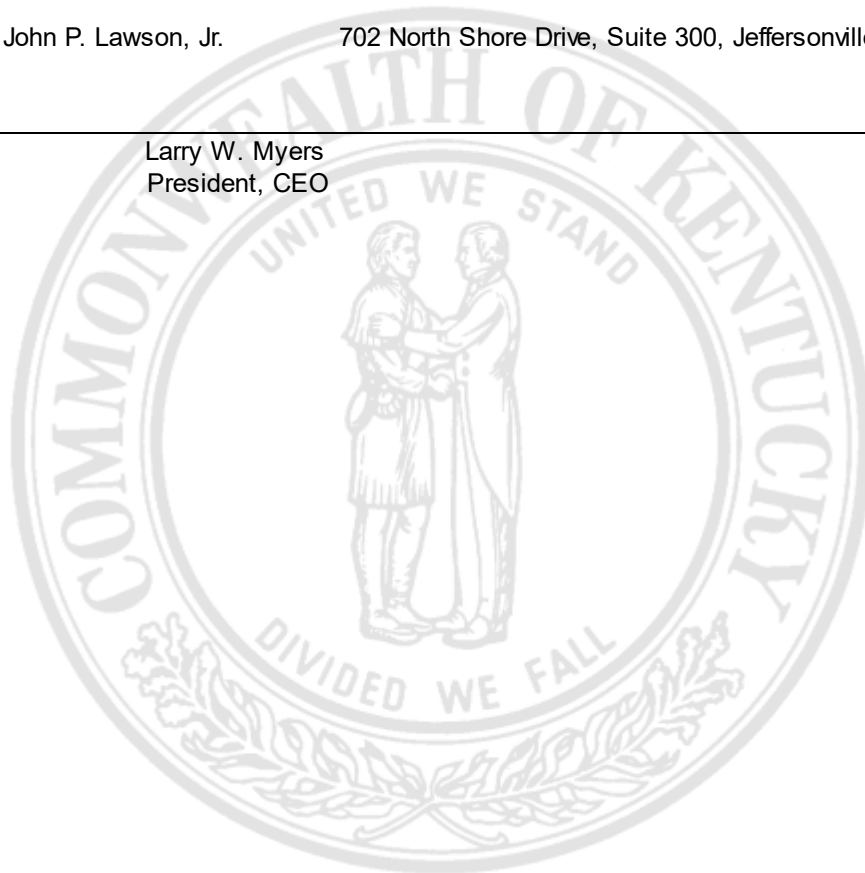 John P. Lawson, Jr. 702 North Shore Drive, Suite 300, Jeffersonville
Larry W. Myers
President, CEO
COMMONWEALTH OF KENTUCKY
UNITED WE STAND
DIVIDED WE FALL